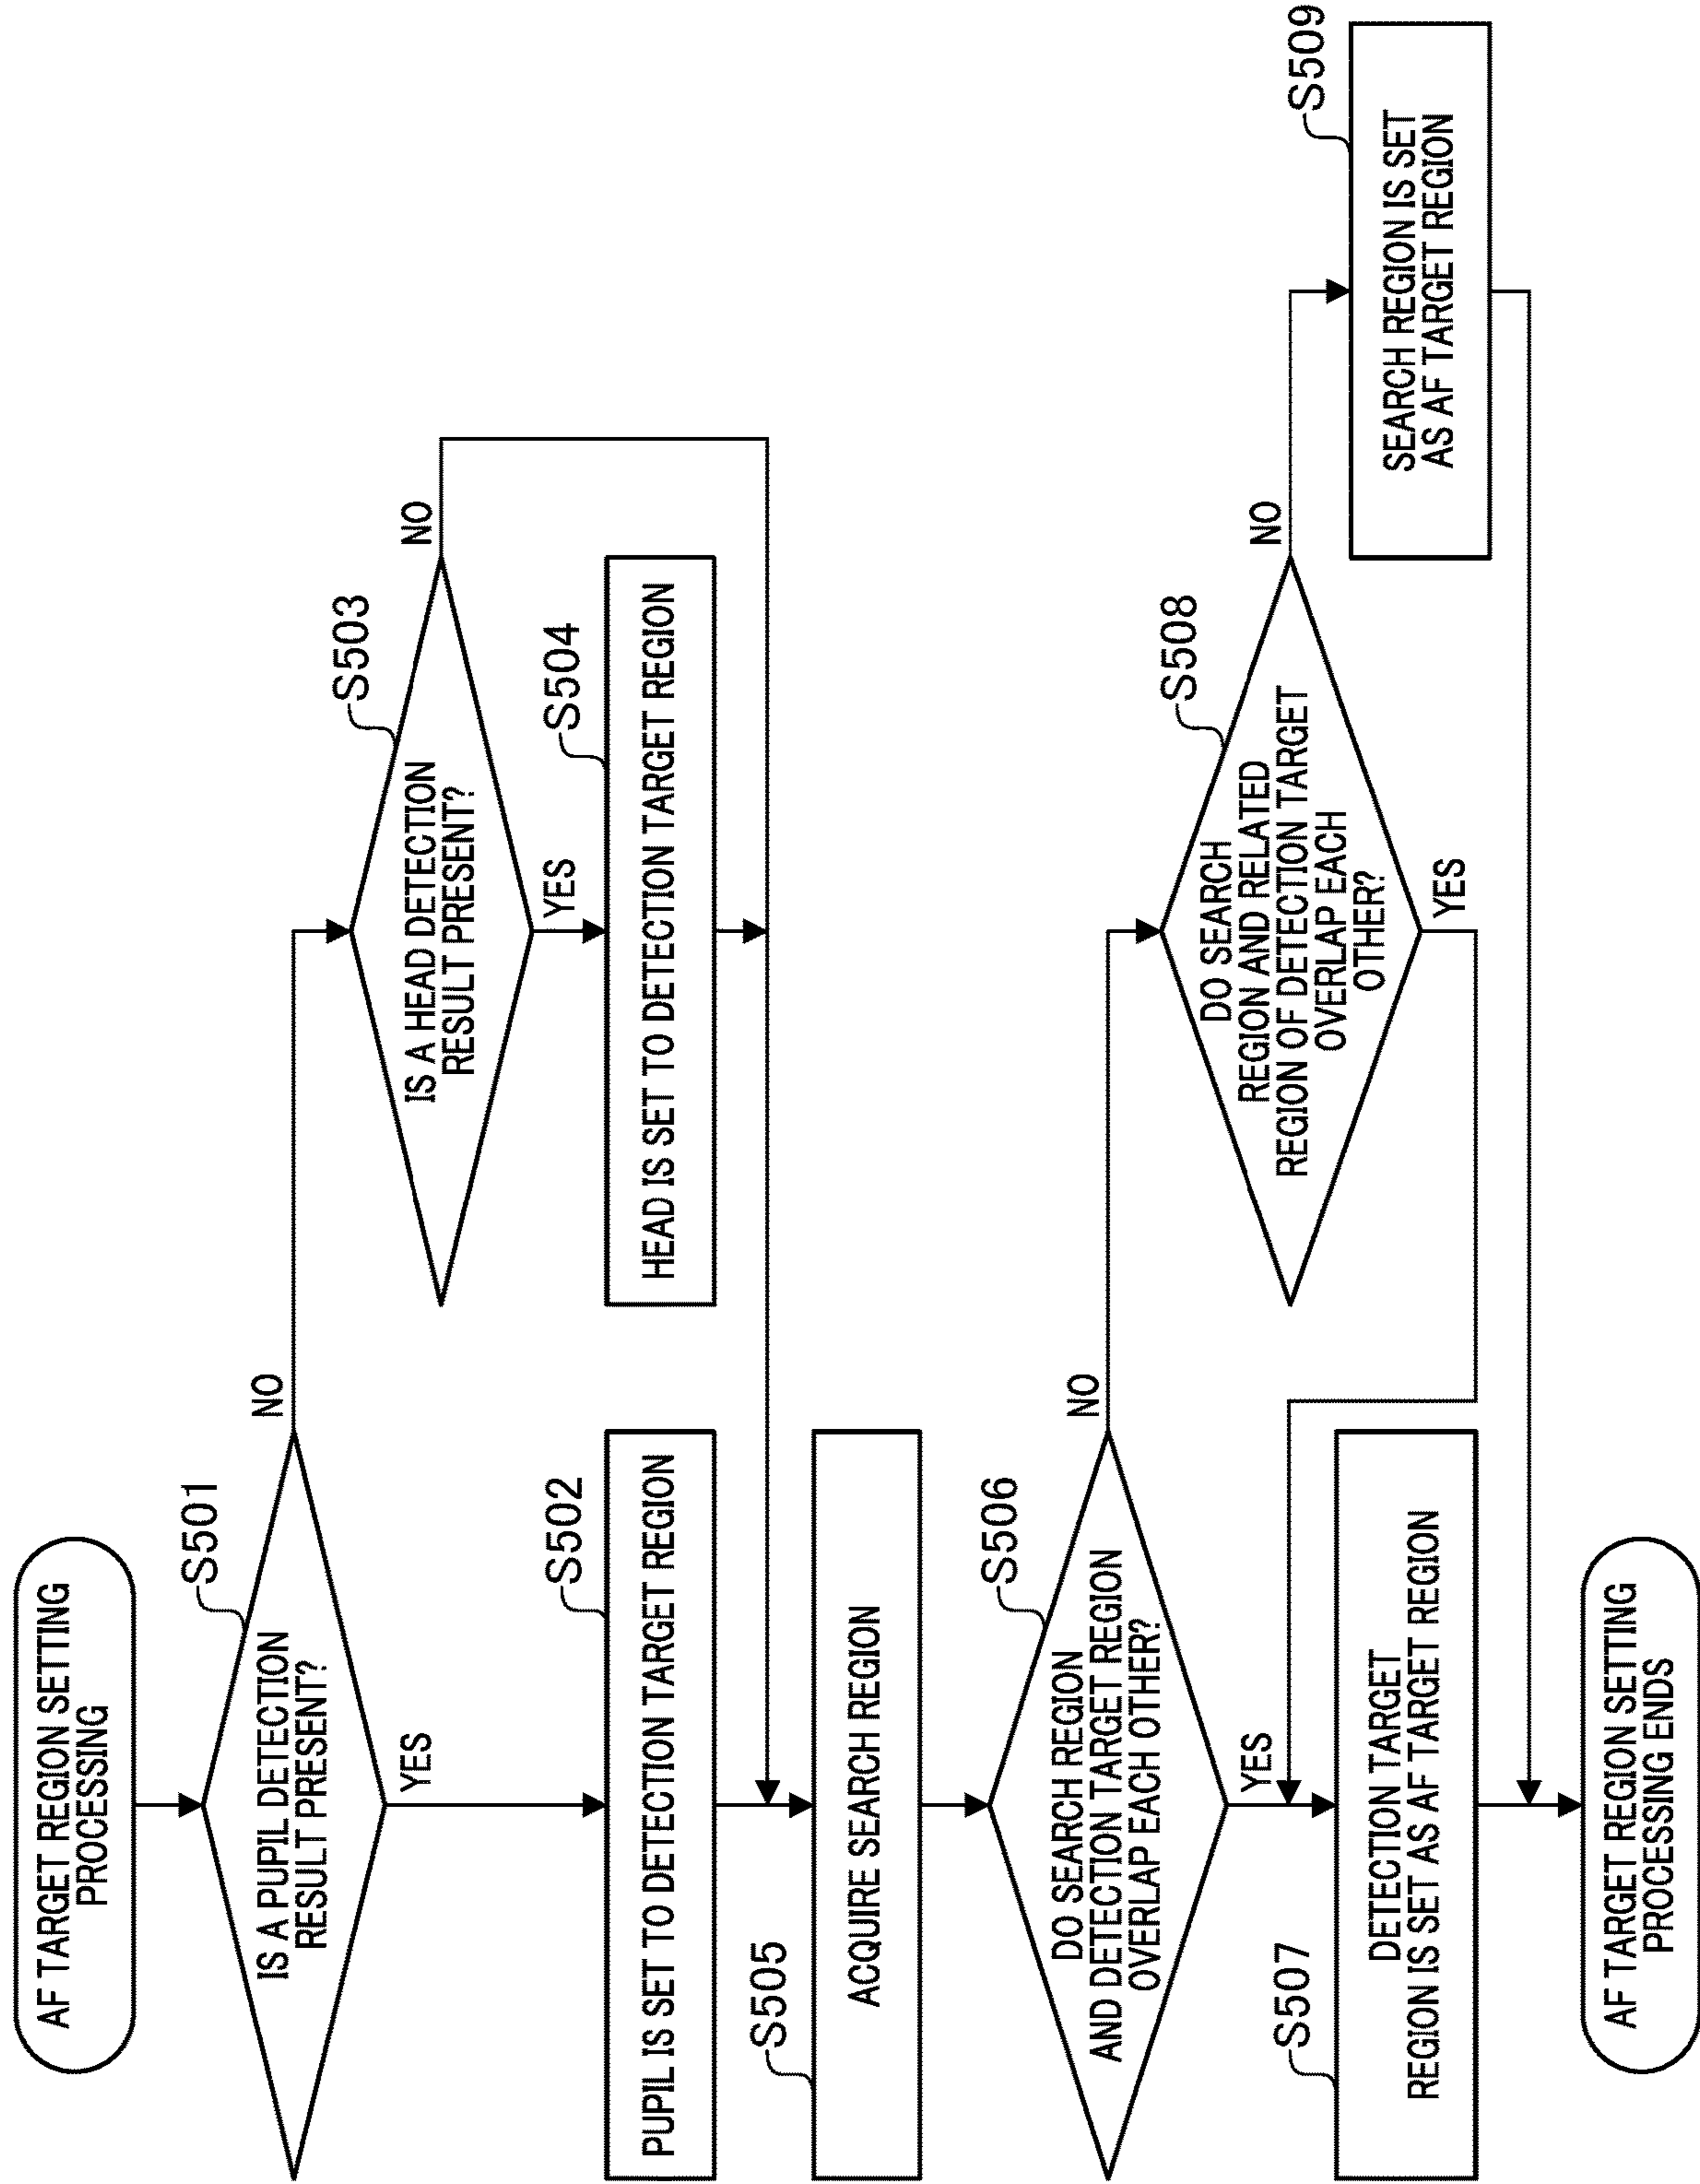 AF TARGET REGION SETTING
PROCESSING
S501
IS A PUPIL DETECTION
RESULT PRESENT?
NO
YES
S503
IS A HEAD DETECTION
RESULT PRESENT?
NO
YES
S502
PUPIL IS SET TO DETECTION TARGET REGION
S504
HEAD IS SET TO DETECTION TARGET REGION
S505
ACQUIRE SEARCH REGION
S506
DO SEARCH REGION
AND DETECTION TARGET REGION
OVERLAP EACH OTHER?
NO
YES
S508
DO SEARCH
REGION AND RELATED
REGION OF DETECTION TARGET
OVERLAP EACH
OTHER?
NO
YES
S507
DETECTION TARGET
REGION IS SET AS AF TARGET REGION
S509
SEARCH REGION IS SET
AS AF TARGET REGION
AF TARGET REGION SETTING
PROCESSING ENDS